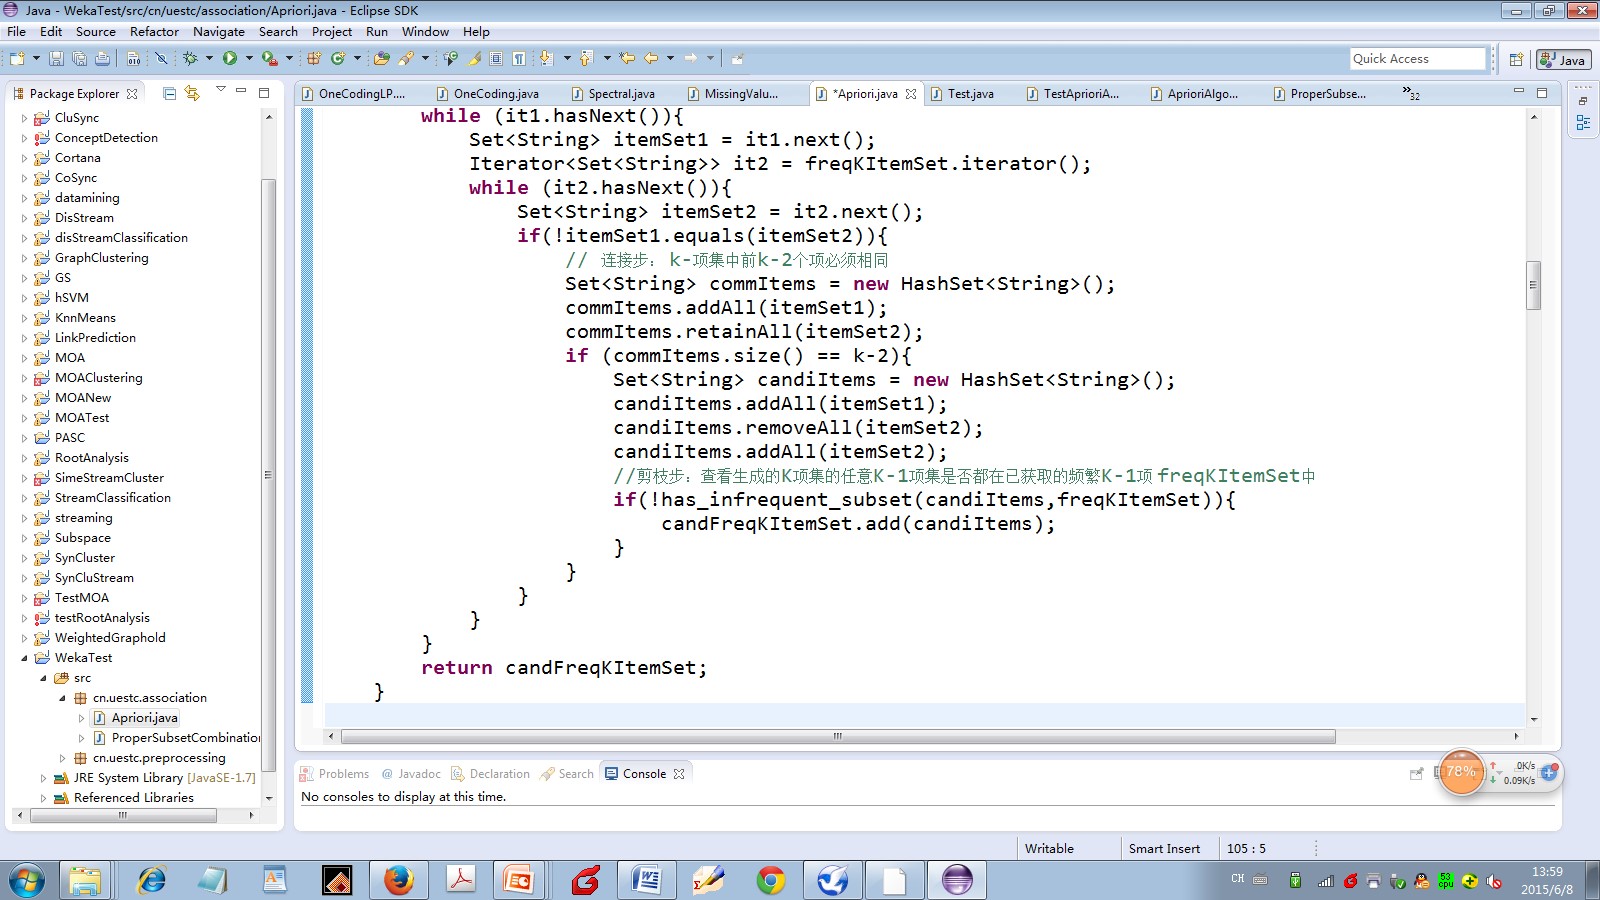 Java - WekaTest/src/cn/uestc/association/Apriori.java - Eclipse SDK
File Edit Source Refactor Navigate Search Project Run Window Help
Quick Access
Java
Package Explorer
OneCodingLP....
OneCoding.java
Spectral.java
MissingValu...
*Apriori.java
Test.java
TestAprioriA...
AprioriAlgo...
ProperSubse...
»32
CluSync
ConceptDetection
Cortana
CoSync
datamining
DisStream
disStreamClassification
GraphClustering
GS
hSVM
KnnMeans
LinkPrediction
MOA
MOAClustering
MOANew
MOATest
PASC
RootAnalysis
SimeStreamCluster
StreamClassification
streaming
Subspace
SynCluster
SynCluStream
TestMOA
testRootAnalysis
WeightedGraphold
WekaTest
src
cn.uestc.association
Apriori.java
ProperSubsetCombination
cn.uestc.preprocessing
JRE System Library [JavaSE-1.7]
Referenced Libraries
while (it1.hasNext()){
Set<String> itemSet1 = it1.next();
Iterator<Set<String>> it2 = freqKItemSet.iterator();
while (it2.hasNext()){
Set<String> itemSet2 = it2.next();
if(!itemSet1.equals(itemSet2)){
// 连接步: k-项集中前k-2个项必须相同
Set<String> commItems = new HashSet<String>();
commItems.addAll(itemSet1);
commItems.retainAll(itemSet2);
if (commItems.size() == k-2){
Set<String> candiItems = new HashSet<String>();
candiItems.addAll(itemSet1);
candiItems.removeAll(itemSet2);
candiItems.addAll(itemSet2);
//剪枝步：查看生成的K项集的任意K-1项集是否都在已获取的频繁K-1项 freqKItemSet中
if(!has_infrequent_subset(candiItems,freqKItemSet)){
candFreqKItemSet.add(candiItems);
}
}
}
}
}
return candFreqKItemSet;
}
Problems
@ Javadoc
Declaration
Search
Console
No consoles to display at this time.
78%
0K/s
0.09K/s
Writable
Smart Insert
105 : 5
CH
53
cpu
13:59
2015/6/8